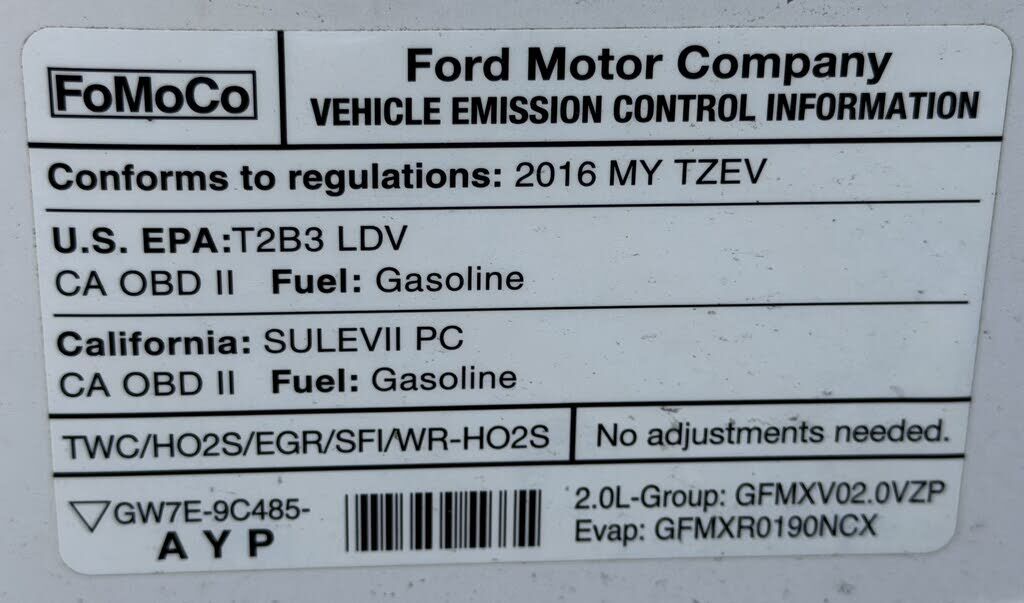 FoMoCo
Ford Motor Company
VEHICLE EMISSION CONTROL INFORMATION
Conforms to regulations: 2016 MY TZEV
U.S. EPA:T2B3 LDV
CA OBD II Fuel: Gasoline
California: SULEVII PC
CA OBD II Fuel: Gasoline
TWC/HO2S/EGR/SFI/WR-HO2S
No adjustments needed.
GW7E-9C485-
A Y P
2.0L-Group: GFMXV02.0VZP
Evap: GFMXR0190NCX